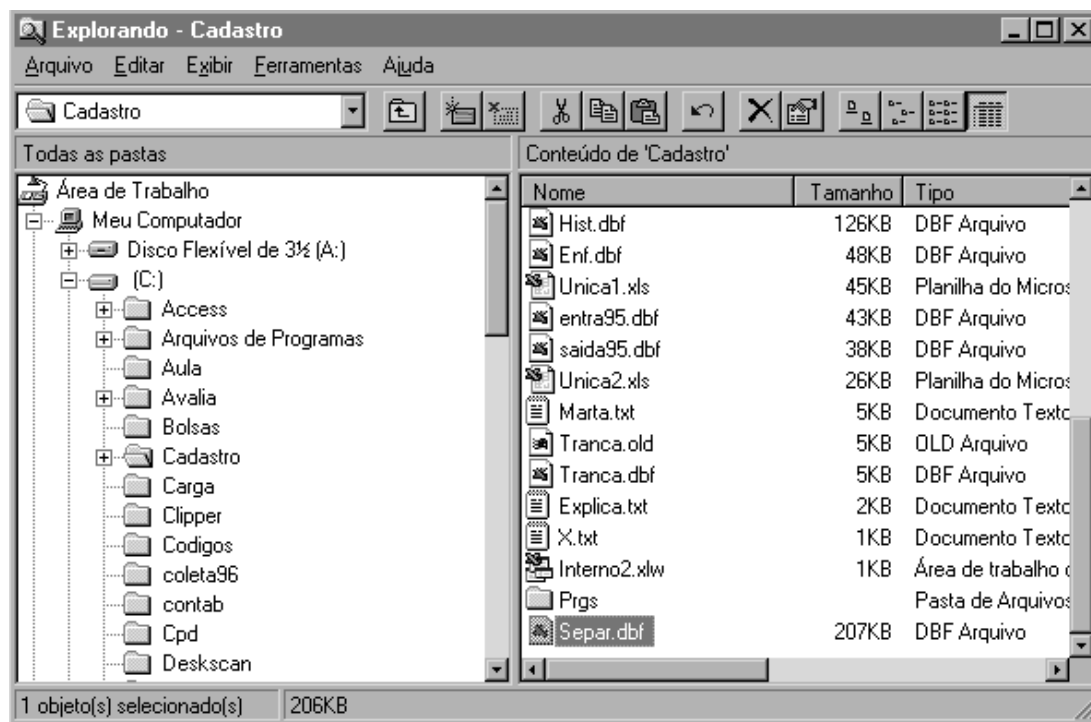 Explorando - Cadastro
Arquivo Editar Exibir Ferramentas Ajuda
Cadastro
Todas as pastas
Conteúdo de 'Cadastro'
Área de Trabalho
Meu Computador
Disco Flexível de 3½ (A:)
(C:)
Access
Arquivos de Programas
Aula
Avalia
Bolsas
Cadastro
Carga
Clipper
Codigos
coleta96
contab
Cpd
Deskscan
Nome Tamanho Tipo
Hist.dbf 126KB DBF Arquivo
Enf.dbf 48KB DBF Arquivo
Unica1.xls 45KB Planilha do Micros
entra95.dbf 43KB DBF Arquivo
saida95.dbf 38KB DBF Arquivo
Unica2.xls 26KB Planilha do Micros
Marta.txt 5KB Documento Texto
Tranca.old 5KB OLD Arquivo
Tranca.dbf 5KB DBF Arquivo
Explica.txt 2KB Documento Texto
X.txt 1KB Documento Texto
Interno2.xlw 1KB Área de trabalho
Prgs Pasta de Arquivos
Separ.dbf 207KB DBF Arquivo
1 objeto(s) selecionado(s) 206KB